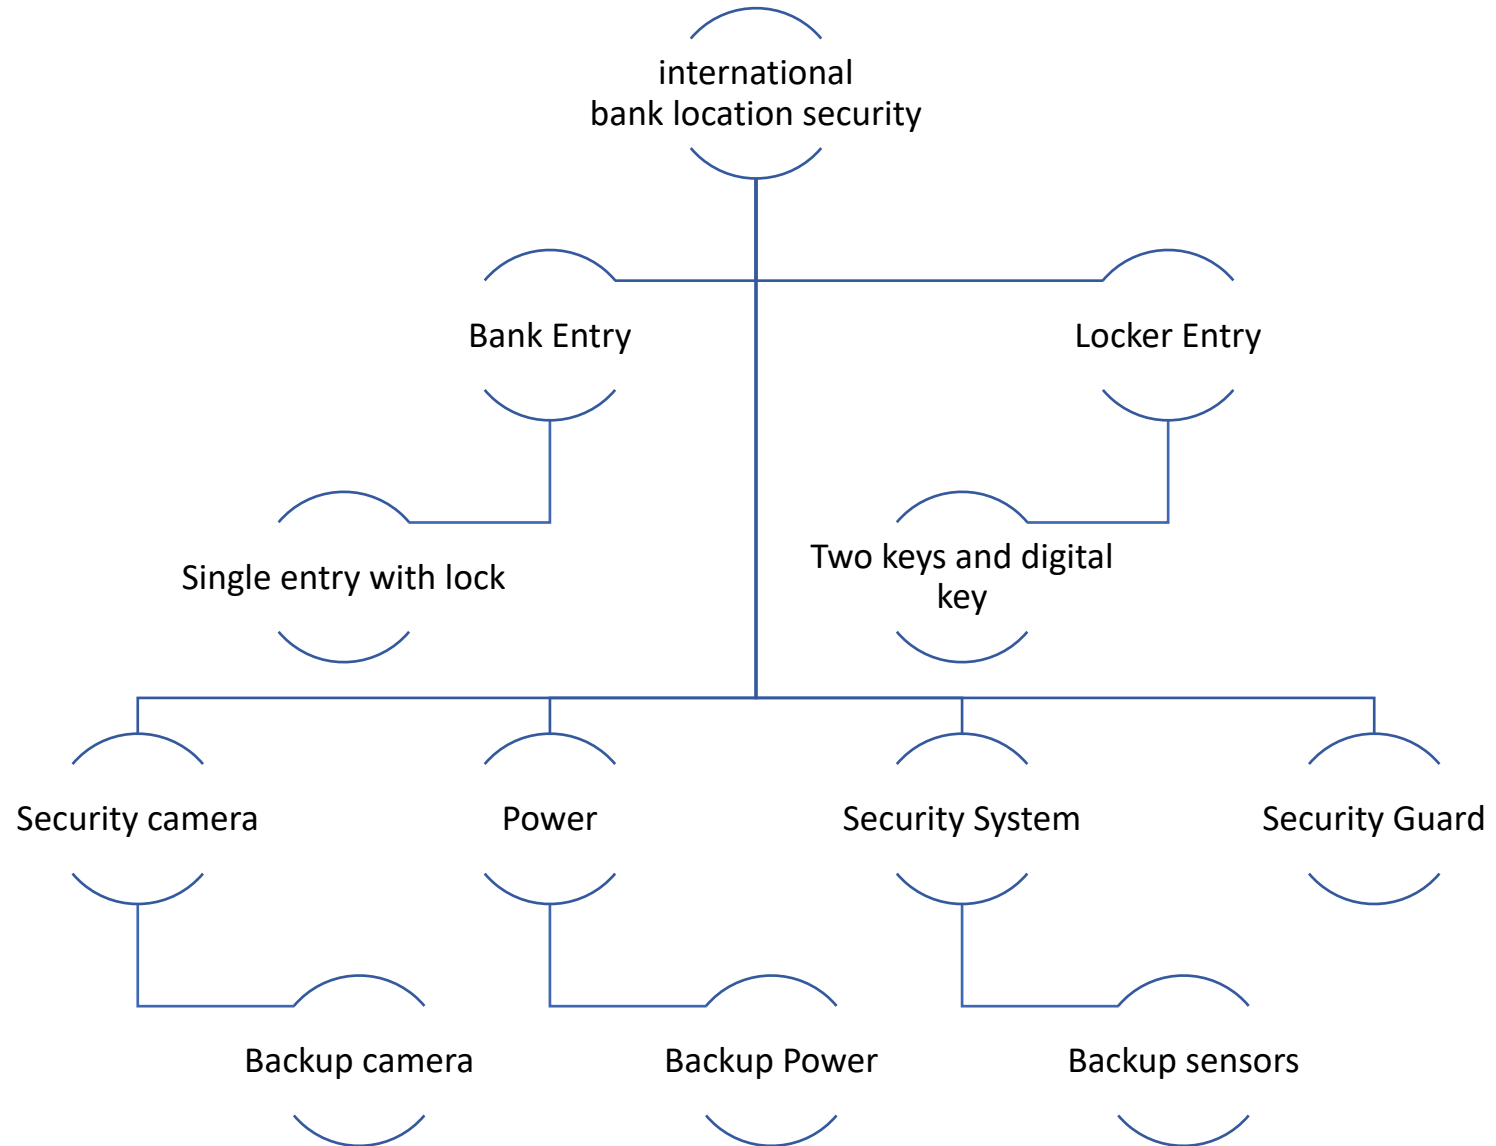 international
bank location security
Bank Entry
Locker Entry
Single entry with lock
Two keys and digital
key
Security camera
Power
Security System
Security Guard
Backup camera
Backup Power
Backup sensors